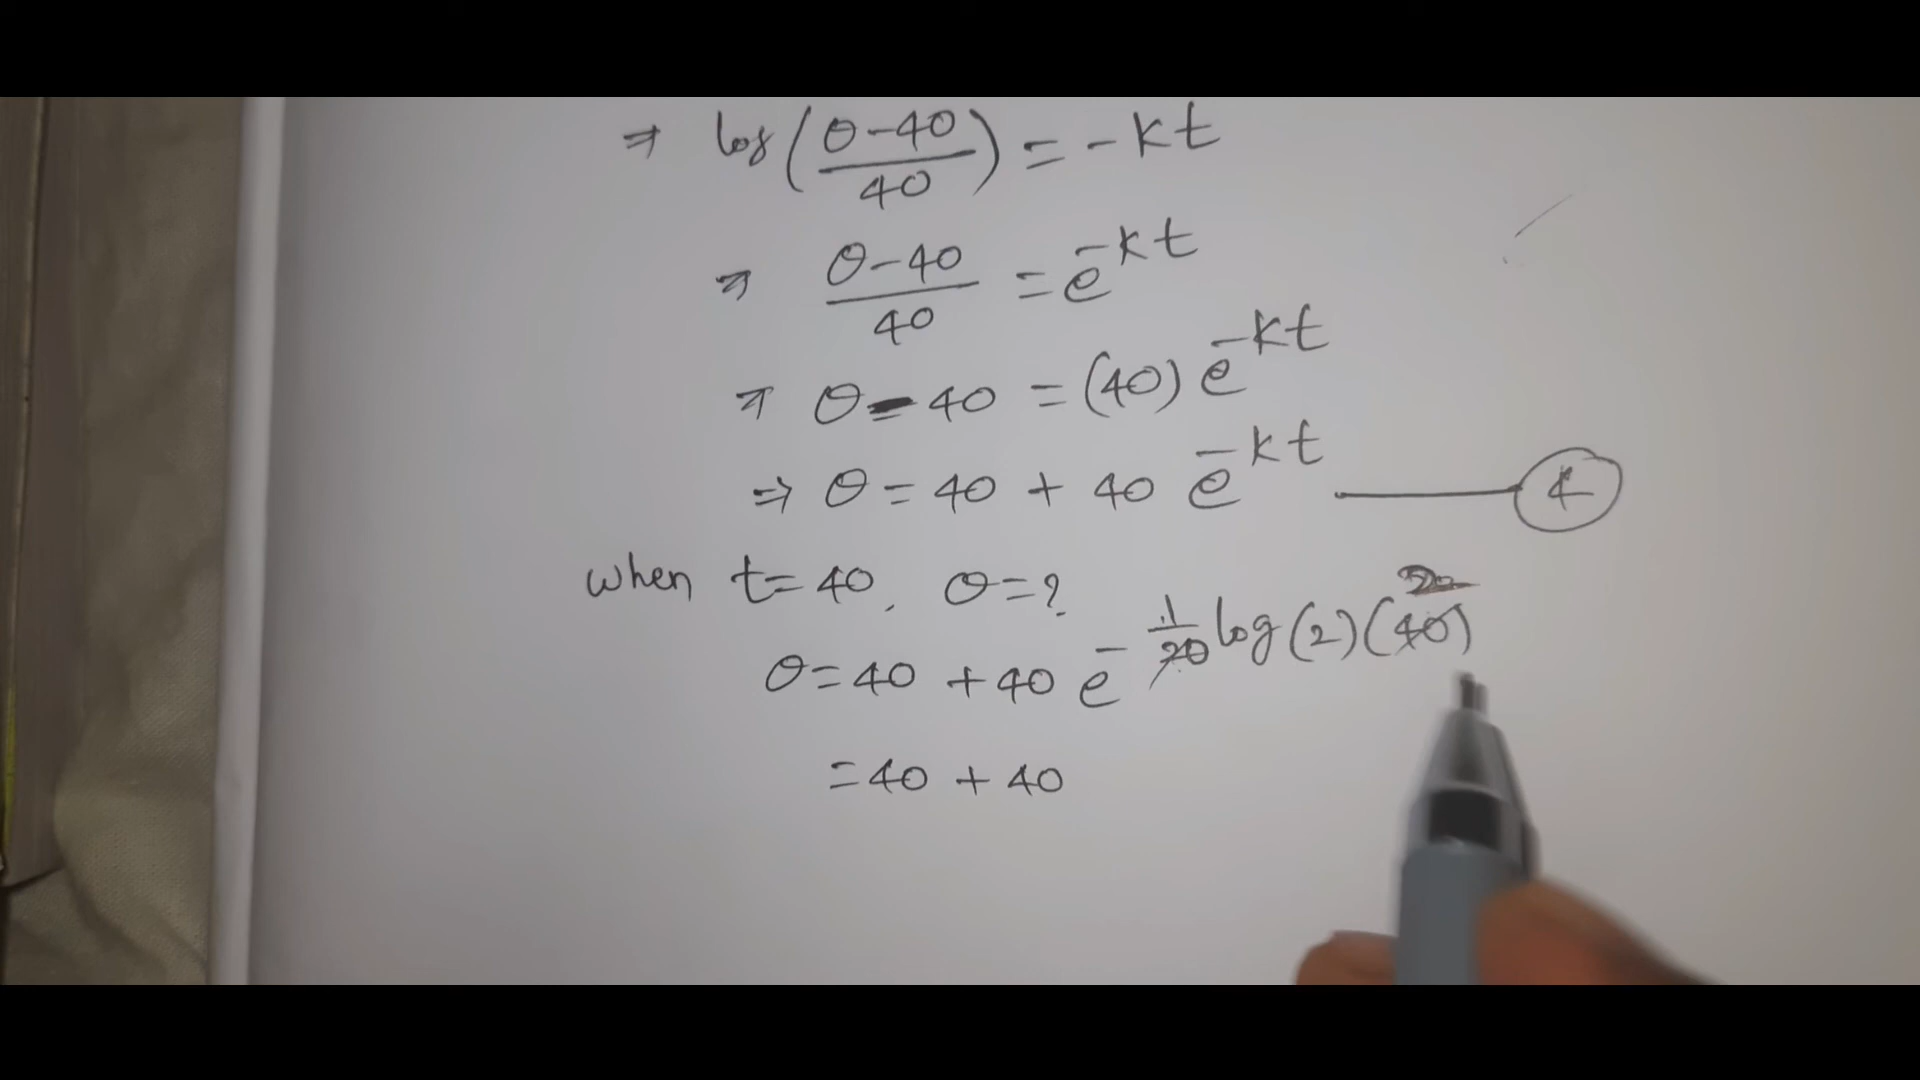 ⇒ log((θ-40)/40) = -kt
⇒ (θ-40)/40 = e^-kt
⇒ θ-40 = (40) e^-kt
⇒ θ = 40 + 40 e^-kt ——— 4
when t=40, θ=?
θ = 40 + 40 e^-1/20 log(2)(40)
= 40 + 40